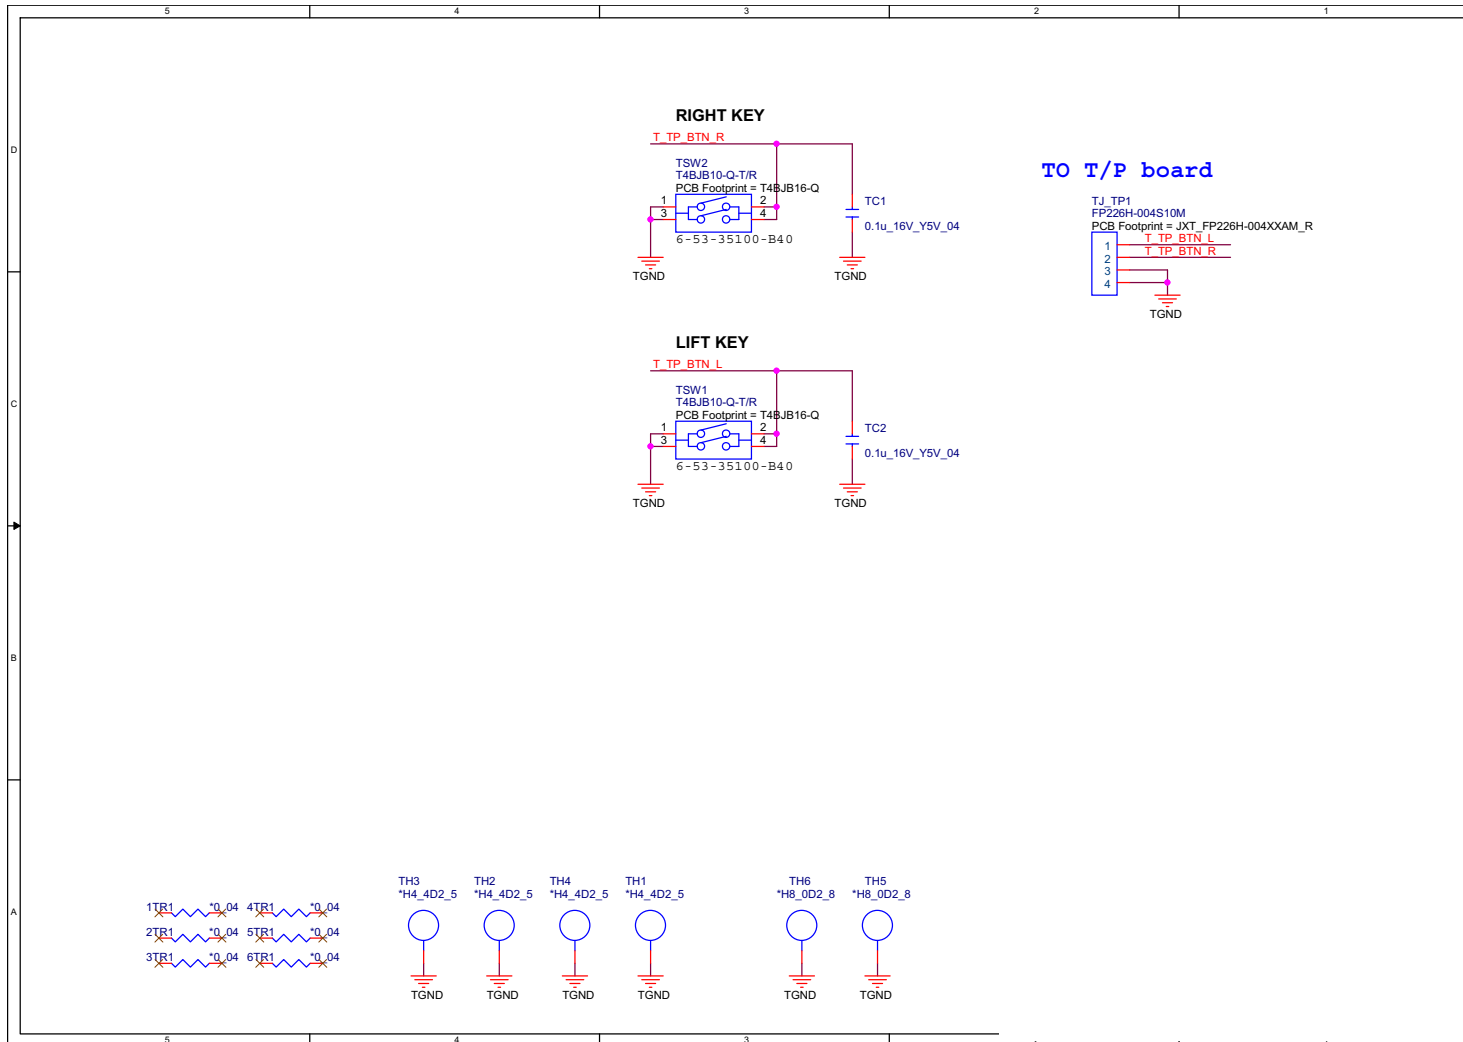 5 4 3 2 1
D
C
B
A
RIGHT KEY
T_TP_BTN_R
TSW2
T4BJB10-Q-T/R
PCB Footprint = T4BJB16-Q
1 2
3 4
6-53-35100-B40
TGND
TC1
0.1u_16V_Y5V_04
TGND
TO T/P board
TJ_TP1
FP226H-004S10M
PCB Footprint = JXT_FP226H-004XXAM_R
1 T_TP_BTN_L
2 T_TP_BTN_R
3
4
TGND
LIFT KEY
T_TP_BTN_L
TSW1
T4BJB10-Q-T/R
PCB Footprint = T4BJB16-Q
1 2
3 4
6-53-35100-B40
TGND
TC2
0.1u_16V_Y5V_04
TGND
1TR1 *0_04 4TR1 *0_04
2TR1 *0_04 5TR1 *0_04
3TR1 *0_04 6TR1 *0_04
TH3 TH2 TH4 TH1 TH6 TH5
*H4_4D2_5 *H4_4D2_5 *H4_4D2_5 *H4_4D2_5 *H8_0D2_8 *H8_0D2_8
TGND TGND TGND TGND TGND TGND
5 4 3